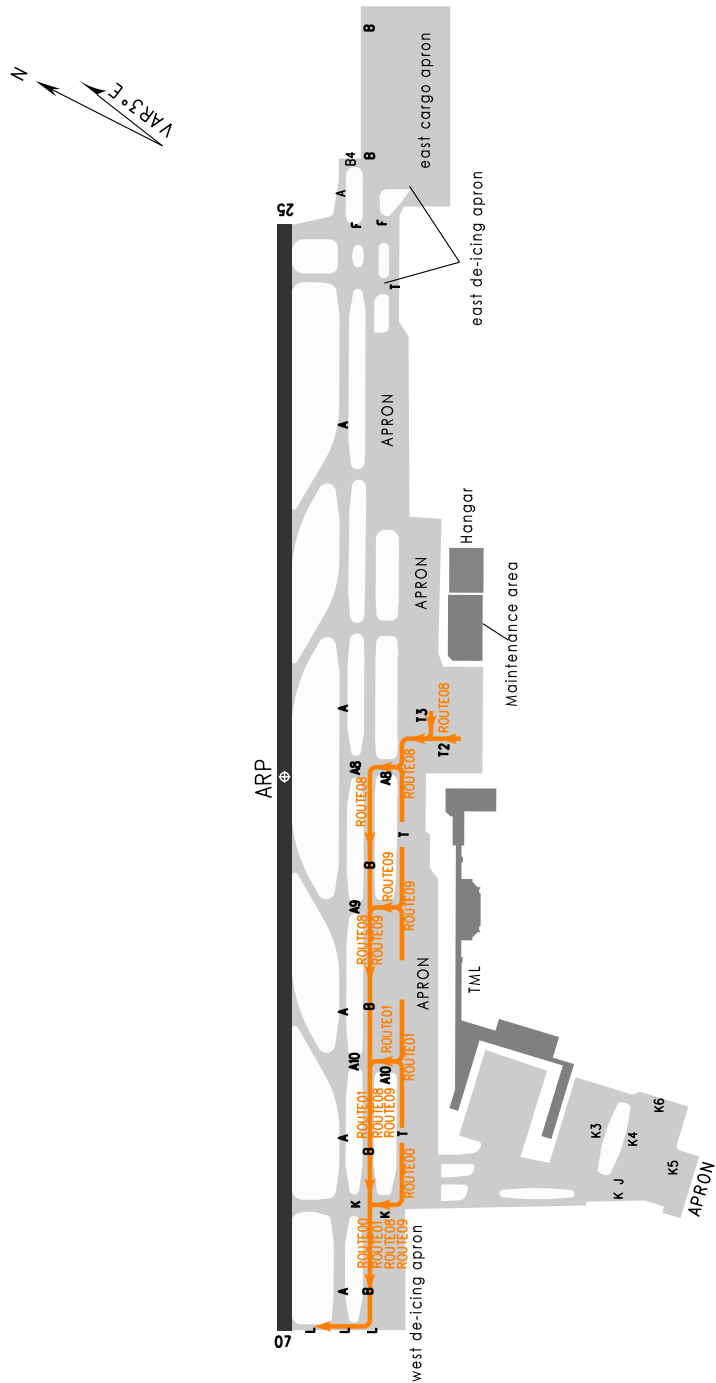 N
VAR3° E
B
east cargo apron
B4
B
A
F
F
25
east de-icing apron
T
A
APRON
Hangar
APRON
Maintenance area
A
T3
ROUTE08
T2
ARP
A8
A8
ROUTE08
ROUTE08
T
B
ROUTE09
A9
ROUTE09
ROUTE08
ROUTE09
TML
APRON
B
A
ROUTE01
A10
A10
ROUTE01
ROUTE01
ROUTE08
ROUTE09
A
T
B
K3
K4
K6
K5
K J
APRON
ROUTE00
K
K
ROUTE00
ROUTE01
ROUTE08
ROUTE09
A
B
west de-icing apron
07
L
L
L